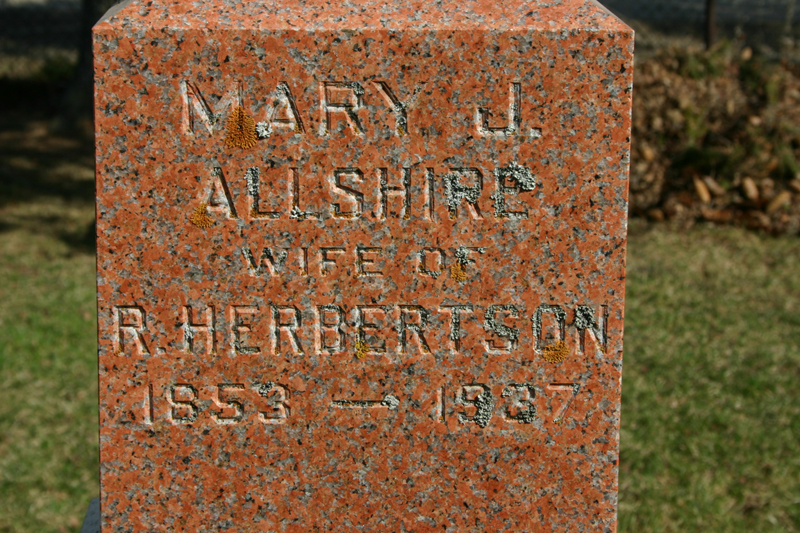 MARY J.
ALLSHIRE
WIFE OF
R. HERBERTSON
1853 — 1937